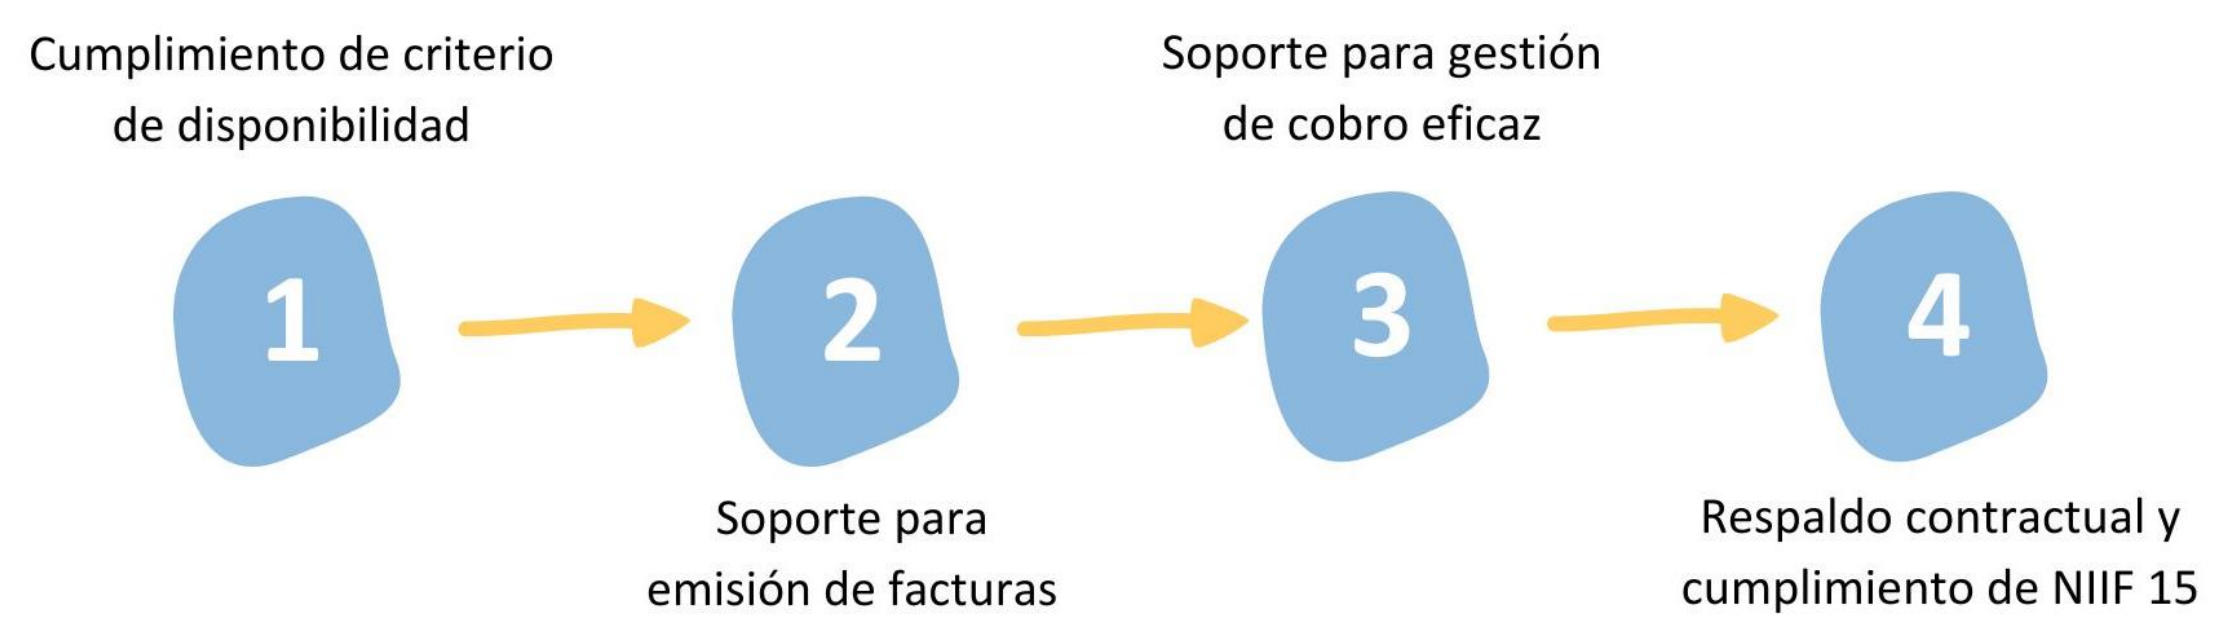 Cumplimiento de criterio
de disponibilidad
1
2
Soporte para
emisión de facturas
Soporte para gestión
de cobro eficaz
3
4
Respaldo contractual y
cumplimiento de NIIF 15